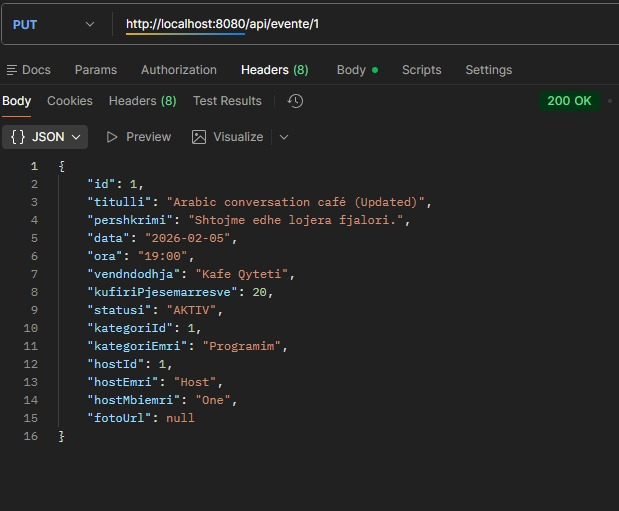 PUT http://localhost:8080/api/evente/1
Docs Params Authorization Headers (8) Body Scripts Settings
Body Cookies Headers (8) Test Results 200 OK
{} JSON Preview Visualize
1 {
2 "id": 1,
3 "titulli": "Arabic conversation café (Updated)",
4 "pershkrimi": "Shtojme edhe lojera fjalori.",
5 "data": "2026-02-05",
6 "ora": "19:00",
7 "vendndodhja": "Kafe Qyteti",
8 "kufiriPjesemarresve": 20,
9 "statusi": "AKTIV",
10 "kategoriId": 1,
11 "kategoriEmri": "Programim",
12 "hostId": 1,
13 "hostEmri": "Host",
14 "hostMbiemri": "One",
15 "fotoUrl": null
16 }